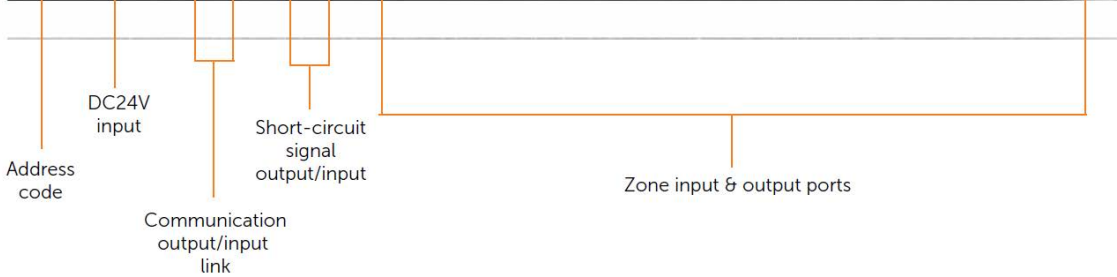 Address
code
DC24V
input
Communication
output/input
link
Short-circuit
signal
output/input
Zone input & output ports